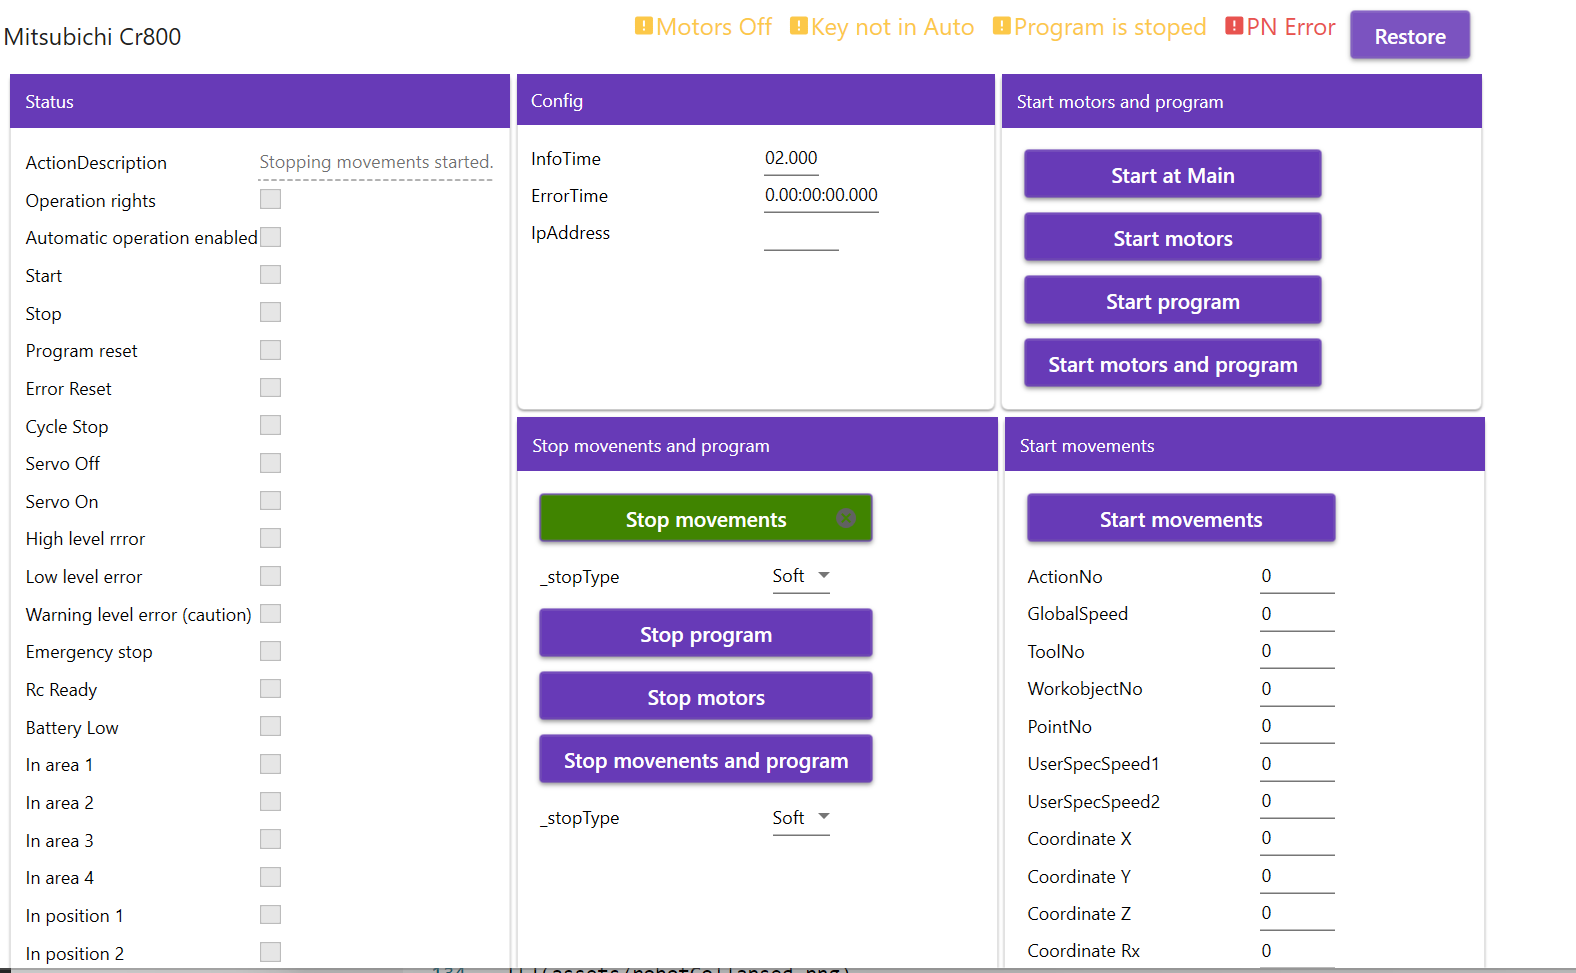 Mitsubichi Cr800
Motors Off Key not in Auto Program is stoped PN Error Restore
Status
ActionDescription Stopping movements started.
Operation rights
Automatic operation enabled
Start
Stop
Program reset
Error Reset
Cycle Stop
Servo Off
Servo On
High level rrror
Low level error
Warning level error (caution)
Emergency stop
Rc Ready
Battery Low
In area 1
In area 2
In area 3
In area 4
In position 1
In position 2
Config
InfoTime 02.000
ErrorTime 0.00:00:00.000
IpAddress
Start motors and program
Start at Main
Start motors
Start program
Start motors and program
Stop movenents and program
Stop movements
_stopType Soft
Stop program
Stop motors
Stop movenents and program
_stopType Soft
Start movements
Start movements
ActionNo 0
GlobalSpeed 0
ToolNo 0
WorkobjectNo 0
PointNo 0
UserSpecSpeed1 0
UserSpecSpeed2 0
Coordinate X 0
Coordinate Y 0
Coordinate Z 0
Coordinate Rx 0